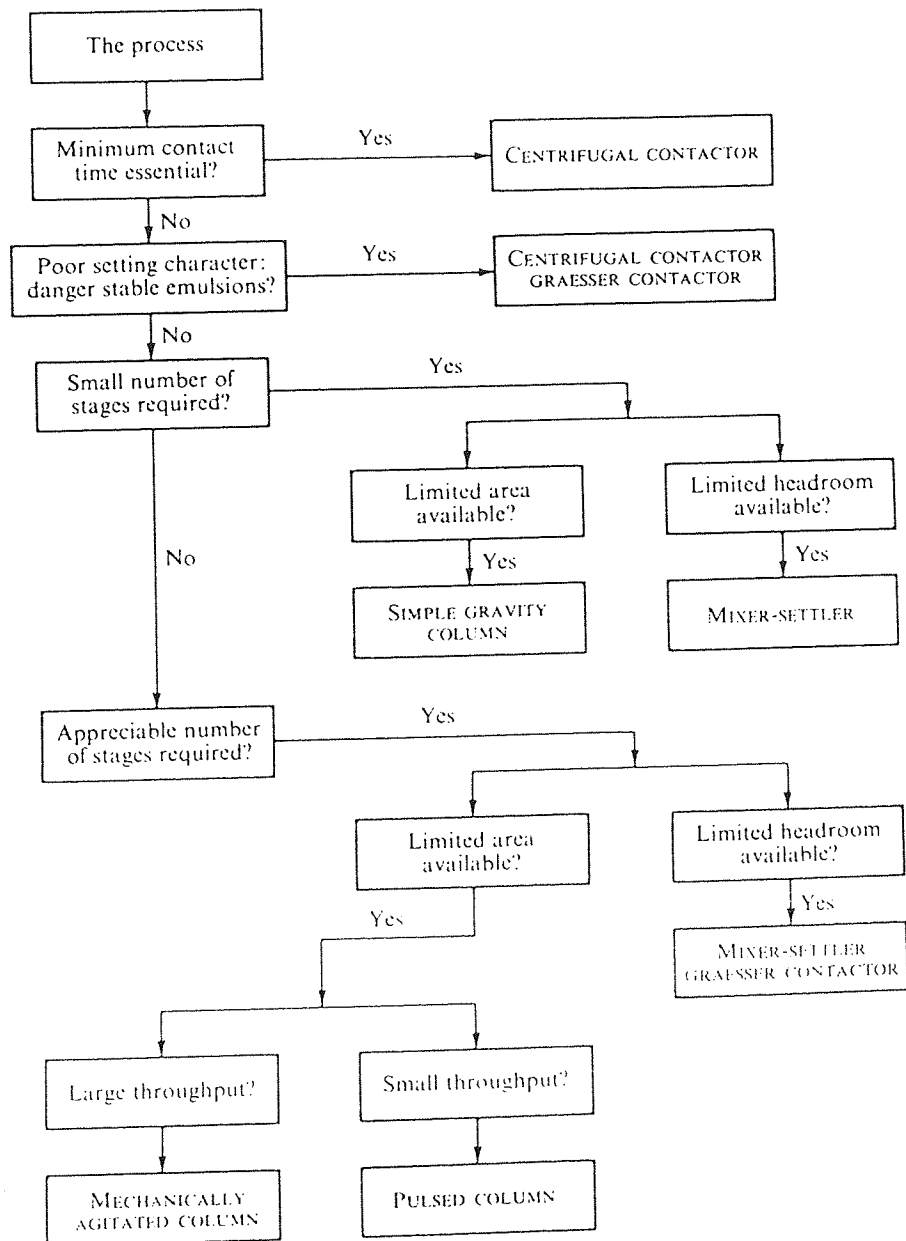 The process
Minimum contact
time essential?
Yes
CENTRIFUGAL CONTACTOR
No
Poor setting character:
danger stable emulsions?
Yes
CENTRIFUGAL CONTACTOR
GRAESSER CONTACTOR
No
Small number of
stages required?
Yes
Limited area
available?
Limited headroom
available?
No
Yes
Yes
SIMPLE GRAVITY
COLUMN
MIXER-SETTLER
Appreciable number
of stages required?
Yes
Limited area
available?
Limited headroom
available?
Yes
Yes
MIXER-SETTLER
GRAESSER CONTACTOR
Large throughput?
Small throughput?
MECHANICALLY
AGITATED COLUMN
PULSED COLUMN